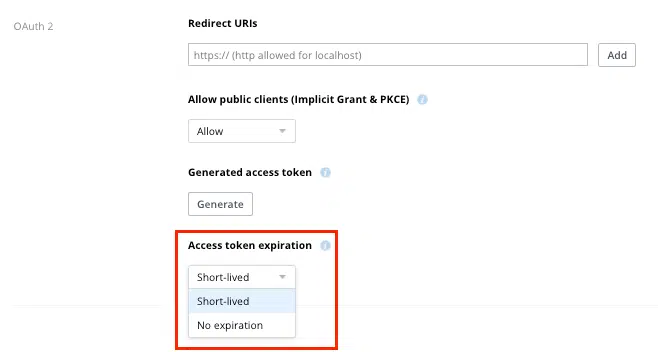 OAuth 2
Redirect URIs
https:// (http allowed for localhost)
Add
Allow public clients (Implicit Grant & PKCE) i
Allow
Generated access token i
Generate
Access token expiration i
Short-lived
Short-lived
No expiration